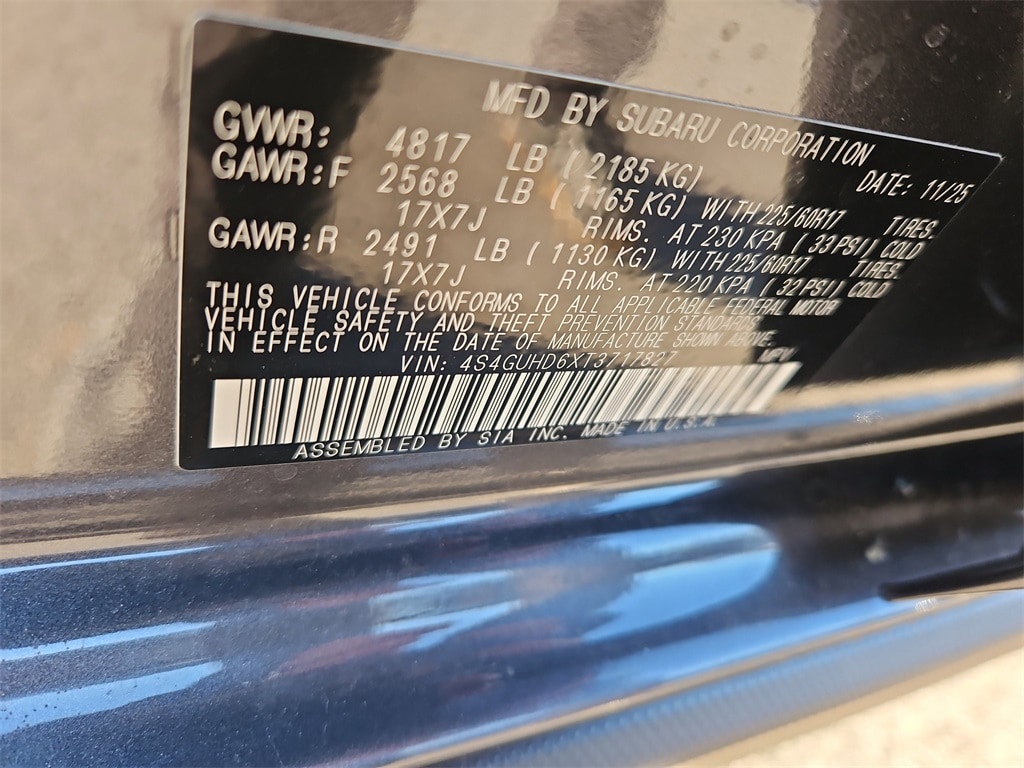 MFD BY SUBARU CORPORATION
DATE: 11/25
GVWR: 4817 LB ( 2185 KG)
GAWR:F 2568 LB ( 1165 KG) WITH 225/60R17 TIRES.
17X7J RIMS. AT 230 KPA ( 33 PSI) COLD
GAWR:R 2491 LB ( 1130 KG) WITH 225/60R17 TIRES.
17X7J RIMS. AT 220 KPA ( 32 PSI) COLD
THIS VEHICLE CONFORMS TO ALL APPLICABLE FEDERAL MOTOR
VEHICLE SAFETY AND THEFT PREVENTION STANDARDS
IN EFFECT ON THE DATE OF MANUFACTURE SHOWN ABOVE.
VIN: 4S4GUHD6XT3717827 MPV
ASSEMBLED BY SIA INC. MADE IN U.S.A.